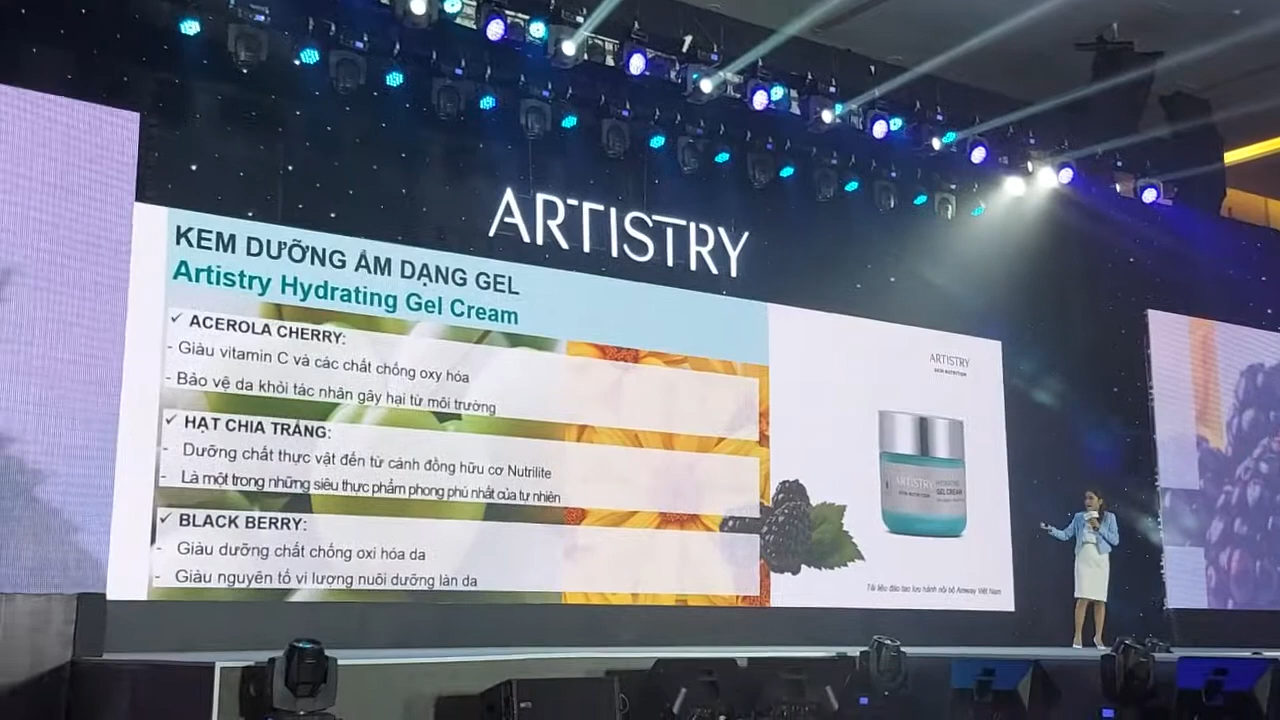 ARTISTRY
KEM DƯỠNG ẨM DẠNG GEL
Artistry Hydrating Gel Cream
✓ ACEROLA CHERRY:
- Giàu vitamin C và các chất chống oxy hóa
- Bảo vệ da khỏi tác nhân gây hại từ môi trường
✓ HẠT CHIA TRẮNG:
- Dưỡng chất thực vật đến từ cánh đồng hữu cơ Nutrilite
- Là một trong những siêu thực phẩm phong phú nhất của tự nhiên
✓ BLACK BERRY:
- Giàu dưỡng chất chống oxi hóa da
- Giàu nguyên tố vi lượng nuôi dưỡng làn da
ARTISTRY
SKIN NUTRITION
ARTISTRY
SKIN NUTRITION
HYDRATING
GEL CREAM
Tài liệu đào tạo lưu hành nội bộ Amway Việt Nam